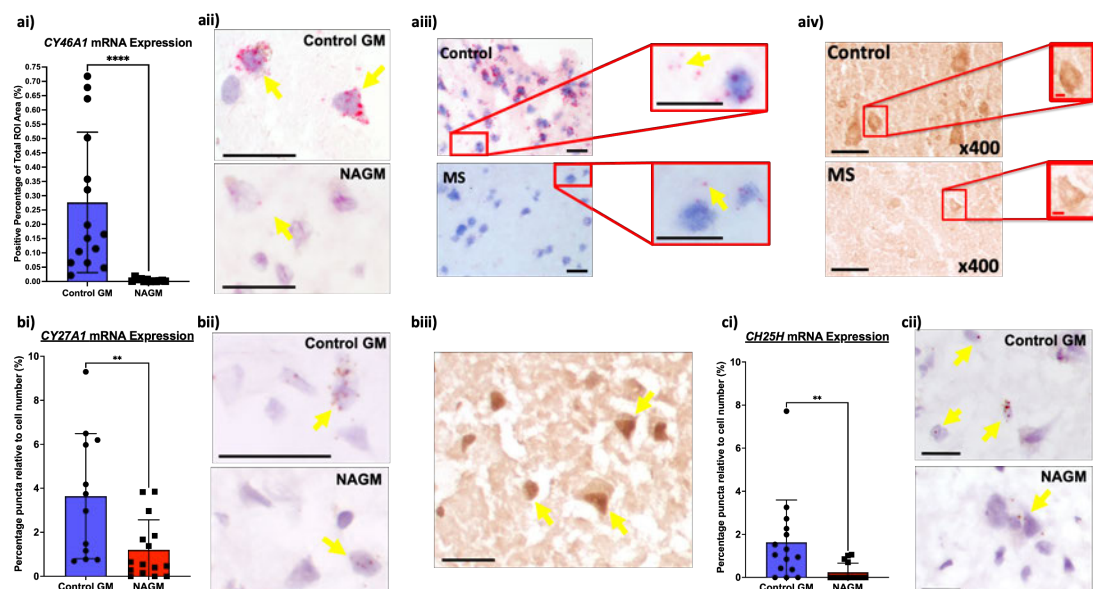 ai)
CY46A1 mRNA Expression
****
Positive Percentage of Total ROI Area (%)
0.75
0.70
0.65
0.60
0.55
0.50
0.45
0.40
0.35
0.30
0.25
0.20
0.15
0.10
0.05
0.00
Control GM
NAGM
aii)
Control GM
NAGM
aiii)
Control
MS
aiv)
Control
x400
MS
x400
bi)
CY27A1 mRNA Expression
**
Percentage puncta relative to cell number (%)
10
8
6
4
2
0
Control GM
NAGM
bii)
Control GM
NAGM
biii)
ci)
CH25H mRNA Expression
**
Percentage puncta relative to cell number (%)
10
8
6
4
2
0
Control GM
NAGM
cii)
Control GM
NAGM